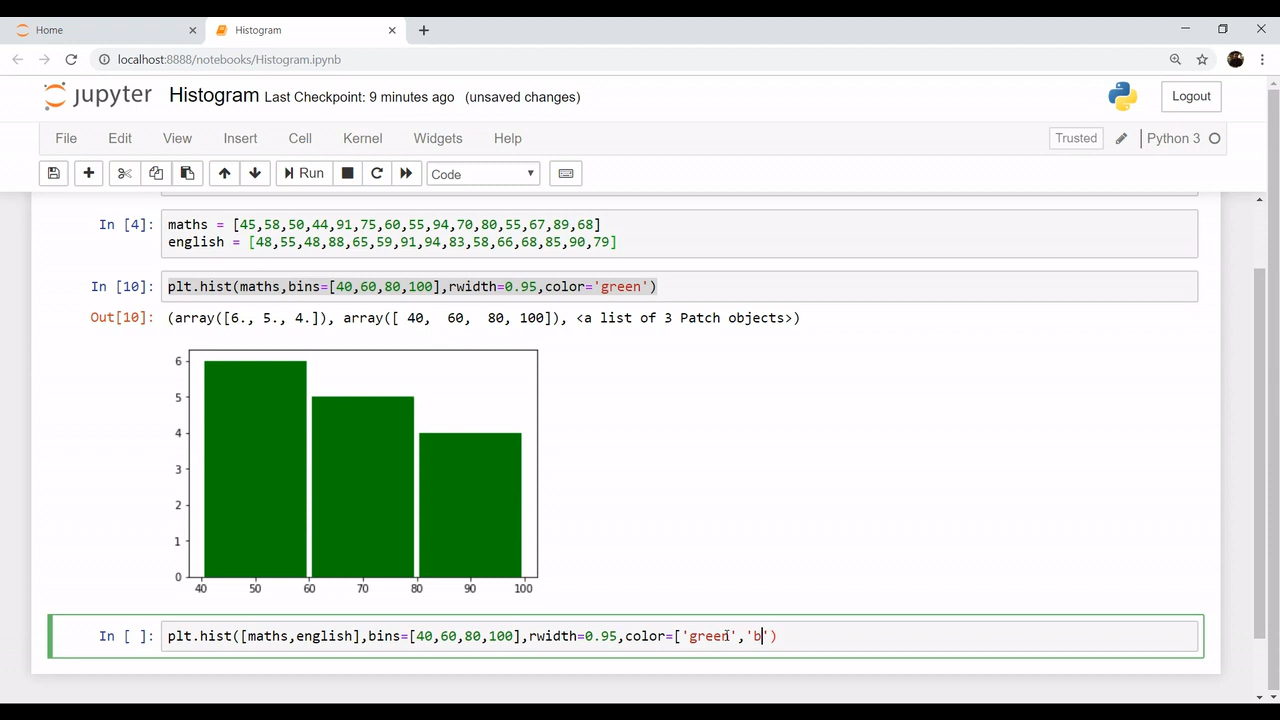 Home
Histogram
localhost:8888/notebooks/Histogram.ipynb
jupyter Histogram Last Checkpoint: 9 minutes ago (unsaved changes)
Logout
File Edit View Insert Cell Kernel Widgets Help
Trusted Python 3
Run Code
In [4]: maths = [45,58,50,44,91,75,60,55,94,70,80,55,67,89,68]
english = [48,55,48,88,65,59,91,94,83,58,66,68,85,90,79]
In [10]: plt.hist(maths,bins=[40,60,80,100],rwidth=0.95,color='green')
Out[10]: (array([6., 5., 4.]), array([ 40,  60,  80, 100]), <a list of 3 Patch objects>)
6
5
4
3
2
1
0
40 50 60 70 80 90 100
In [ ]: plt.hist([maths,english],bins=[40,60,80,100],rwidth=0.95,color=['green','b')